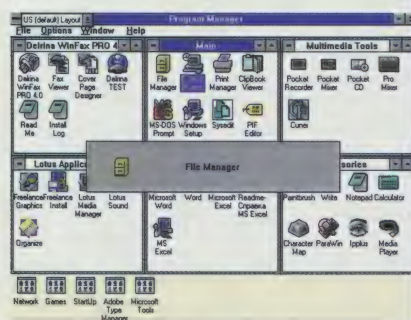 US (default) Layout
Program Manager
File Options Window Help
Delrina WinFax PRO 4
Main
Multimedia Tools
Delrina WinFax PRO 4.0
Fax Viewer
Cover Page Designer
Delrina TEST
File Manager
Print Manager
ClipBook Viewer
Pocket Recorder
Pocket Mixer
Pocket CD
Pro Mixer
Read Me
Install Log
MS-DOS Prompt
Windows Setup
Sysedit
PIF Editor
File Manager
Lotus Applic
sories
Freelance Graphics
Freelance Install
Lotus Media Manager
Lotus Sound
Microsoft Word
Word
Microsoft Excel
Readme-Справка MS Excel
Paintbrush
Write
Notepad
Calculator
Organize
MS Excel
Character Map
ParaWin
Media Player
Network
Games
StartUp
Adobe Type Manager
Microsoft Tools